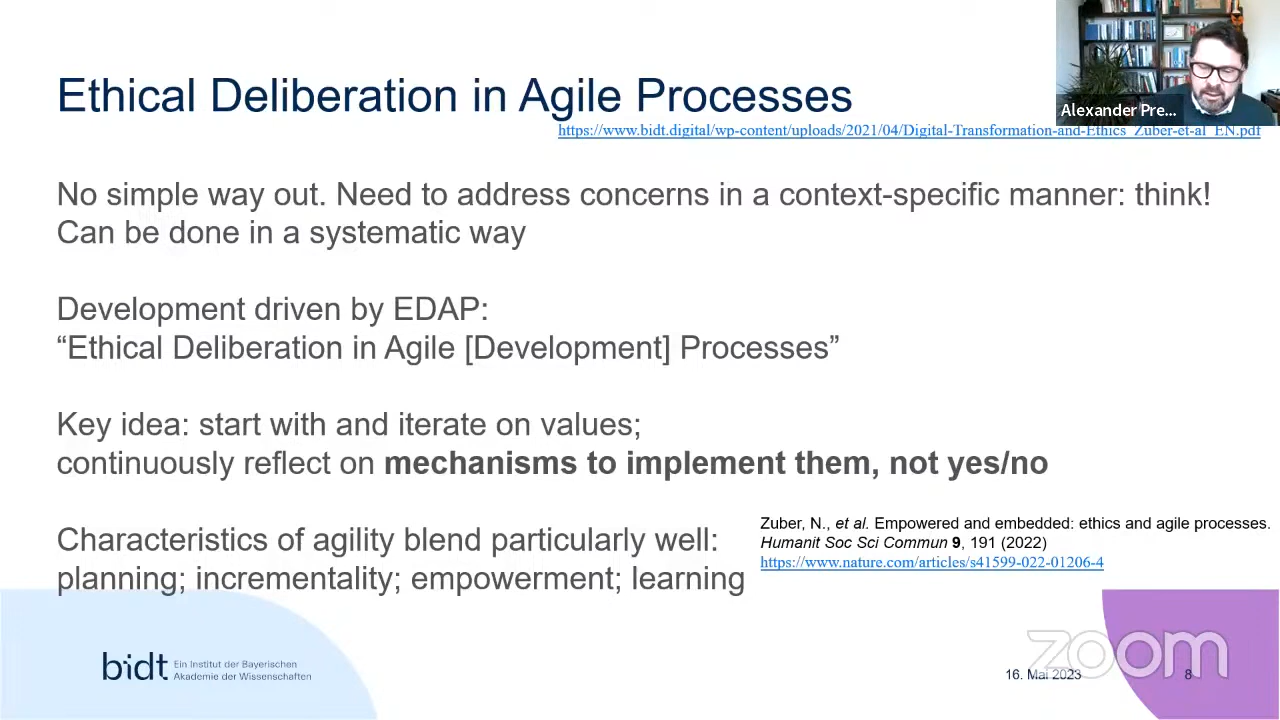 Ethical Deliberation in Agile Processes
Alexander Pre...
https://www.bidt.digital/wp-content/uploads/2021/04/Digital-Transformation-and-Ethics_Zuber-et-al_EN.pdf
No simple way out. Need to address concerns in a context-specific manner: think!
Can be done in a systematic way
Development driven by EDAP:
“Ethical Deliberation in Agile [Development] Processes”
Key idea: start with and iterate on values;
continuously reflect on mechanisms to implement them, not yes/no
Characteristics of agility blend particularly well:
planning; incrementality; empowerment; learning
Zuber, N., et al. Empowered and embedded: ethics and agile processes.
Humanit Soc Sci Commun 9, 191 (2022)
https://www.nature.com/articles/s41599-022-01206-4
bidt
Ein Institut der Bayerischen
Akademie der Wissenschaften
zoom
16. Mai 2023
8